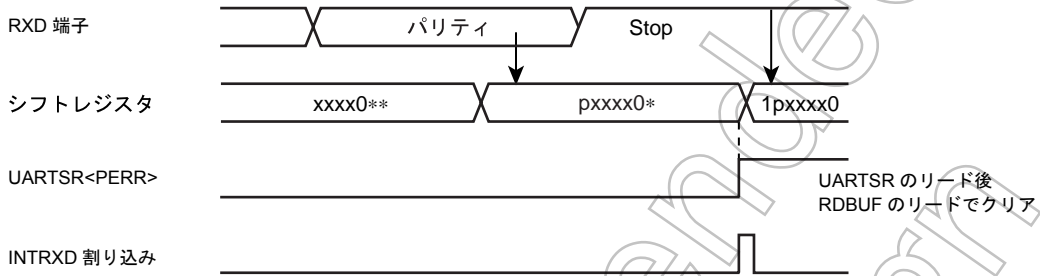 RXD 端子
パリティ
Stop
シフトレジスタ
xxxx0**
pxxxx0*
1pxxxx0
UARTSR<PERR>
UARTSR のリード後
RDBUF のリードでクリア
INTRXD 割り込み